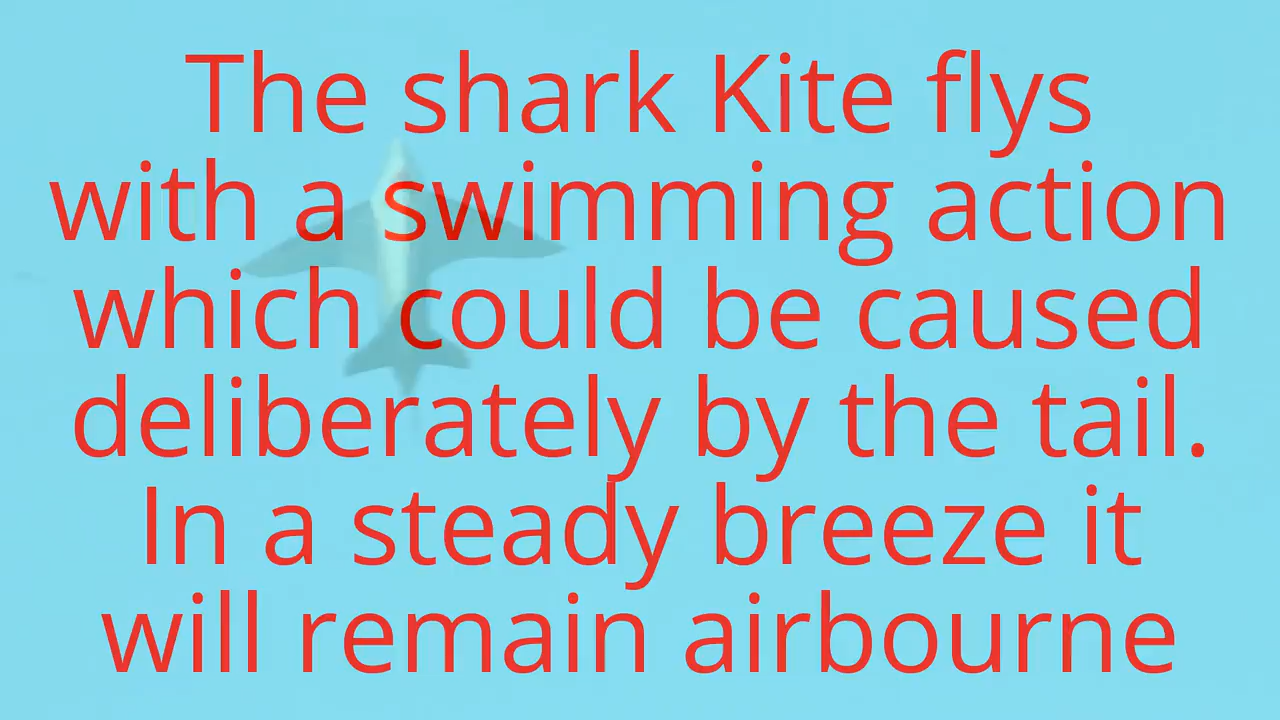 The shark Kite flys
with a swimming action
which could be caused
deliberately by the tail.
In a steady breeze it
will remain airbourne